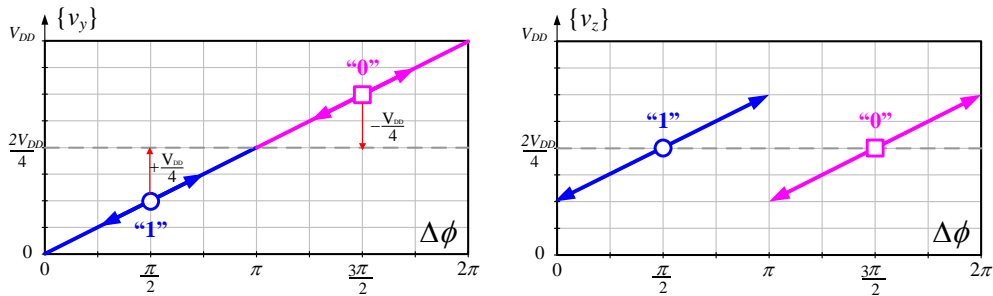 {v_y}
V_DD
"0"
−V_DD/4
2V_DD/4
+V_DD/4
"1"
0
Δϕ
0 π/2 π 3π/2 2π
{v_z}
V_DD
"1" "0"
2V_DD/4
0
Δϕ
0 π/2 π 3π/2 2π